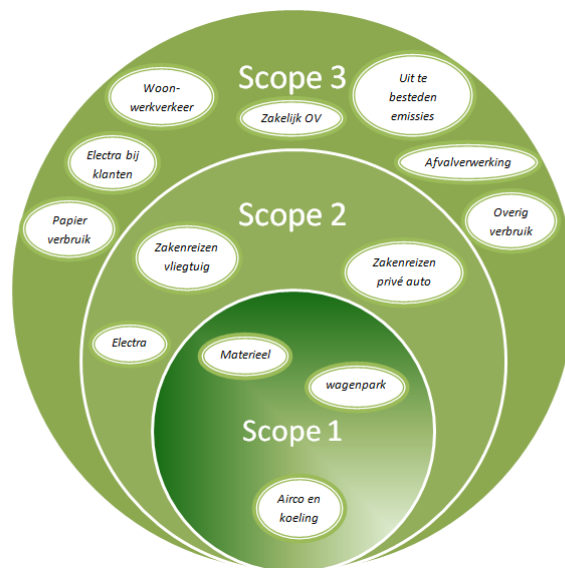 Scope 3
Woon-
werkverkeer
Uit te
besteden
emissies
Zakelijk OV
Electra bij
klanten
Afvalverwerking
Papier
verbruik
Overig
verbruik
Scope 2
Zakenreizen
vliegtuig
Zakenreizen
privé auto
Electra
Materieel
wagenpark
Scope 1
Airco en
koeling